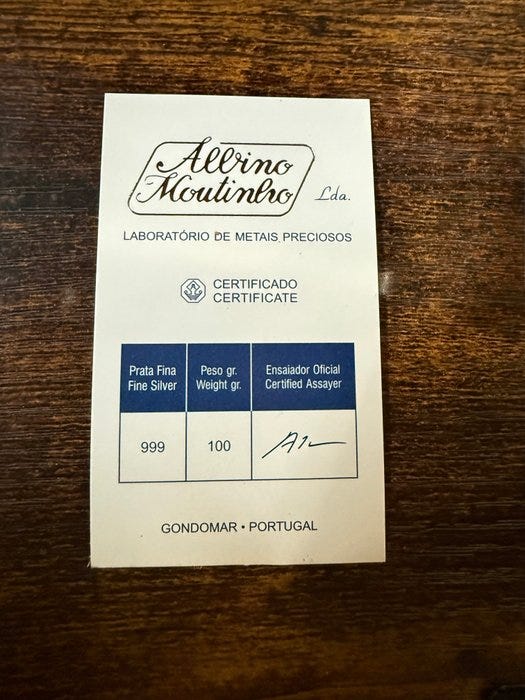 Albino
Moutinho Lda.
LABORATÓRIO DE METAIS PRECIOSOS
CERTIFICADO
CERTIFICATE
Prata Fina
Fine Silver
Peso gr.
Weight gr.
Ensaiador Oficial
Certified Assayer
999
100
GONDOMAR • PORTUGAL